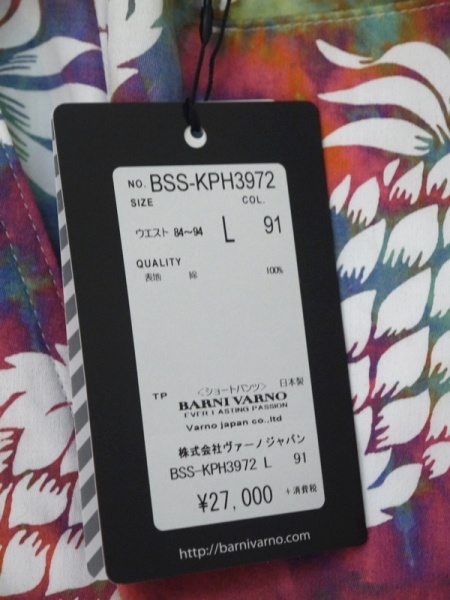 NO. BSS-KPH3972
SIZE COL.
ウエスト 84～94 L 91
QUALITY
表地 綿 100%
TP 〈ショートパンツ〉 日本製
BARNI VARNO
EVER LASTING PASSION
Varno japan co.,ltd
株式会社ヴァーノジャパン
BSS-KPH3972 L 91
¥27,000 +消費税
http://barnivarno.com